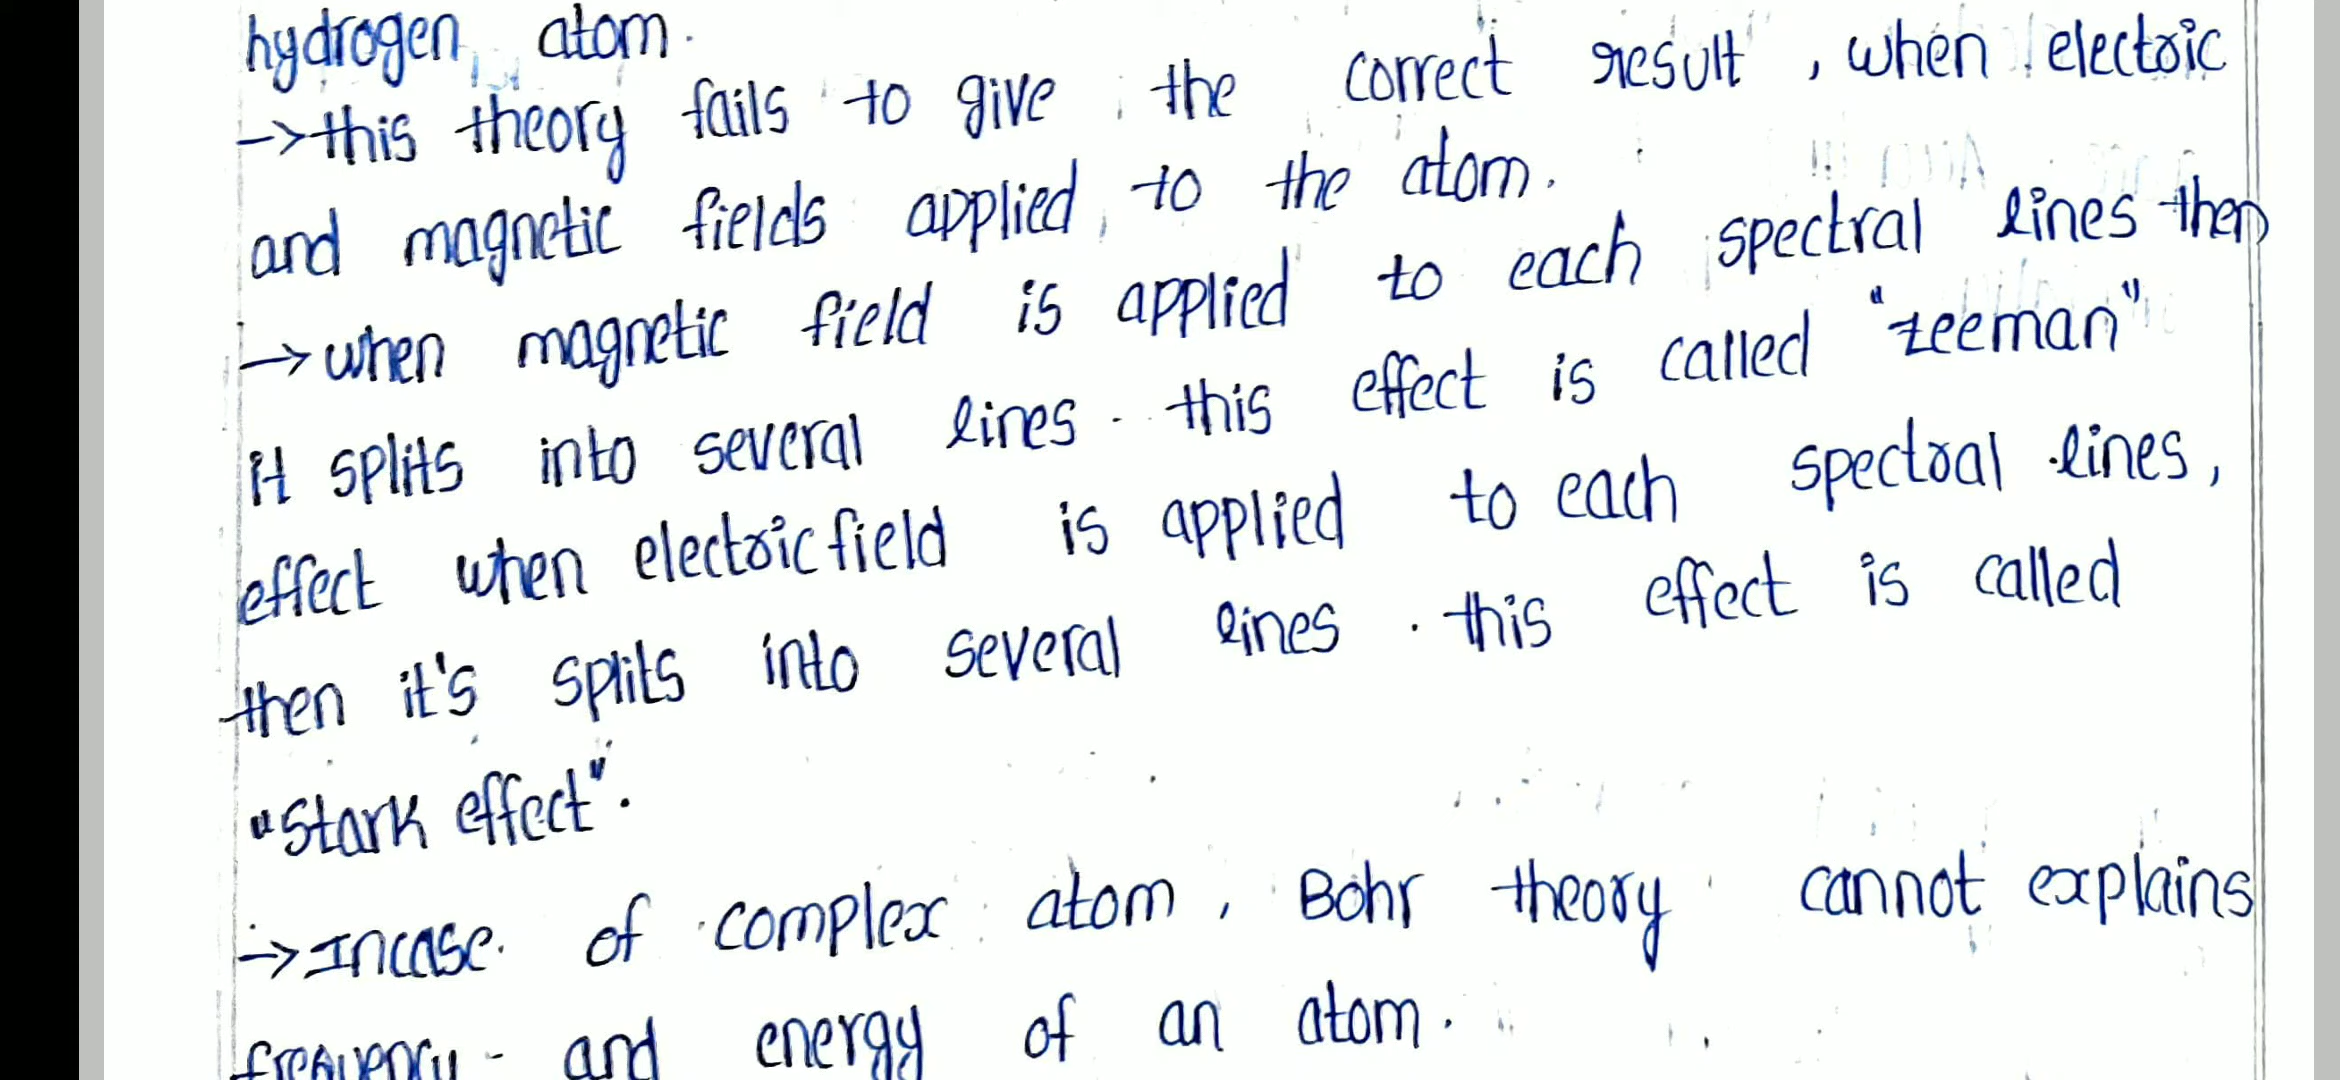 hydrogen atom.
->this theory fails to give the correct result, when electric
and magnetic fields applied to the atom.
->when magnetic field is applied to each spectral lines then
it splits into several lines. this effect is called "zeeman"
effect when electric field is applied to each spectral lines,
then it's splits into several lines. this effect is called
"stark effect".
->Incase of complex atom, Bohr theory cannot explains
frequency - and energy of an atom.